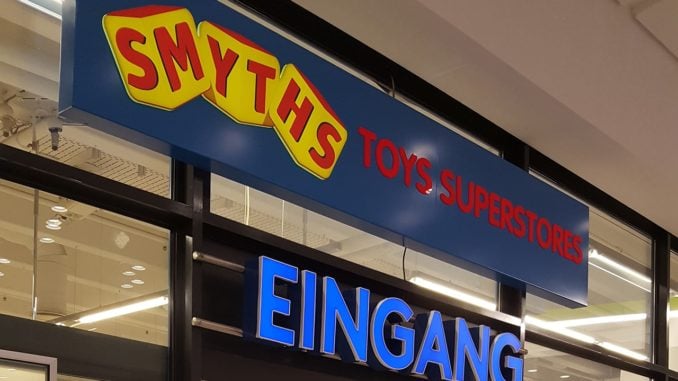 SMYTHS TOYS SUPERSTORES
EINGANG